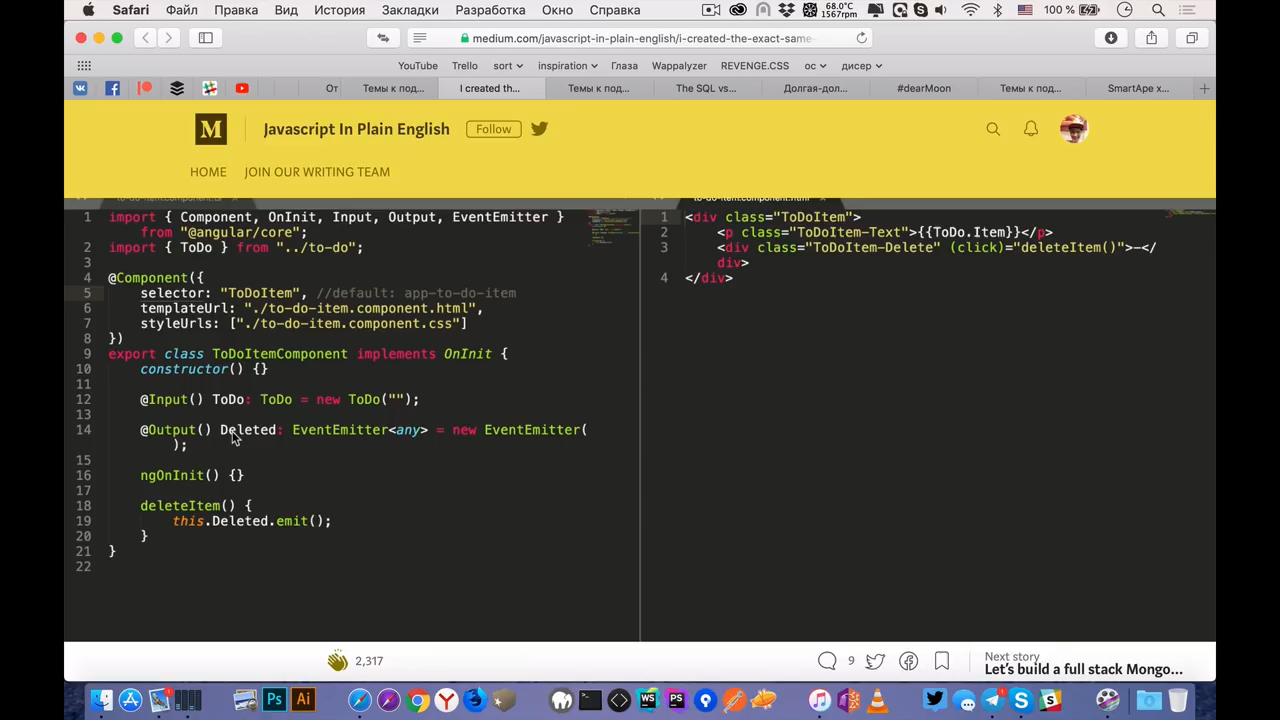 Safari Файл Правка Вид История Закладки Разработка Окно Справка 68.0°C 1567rpm 100 %
medium.com/javascript-in-plain-english/i-created-the-exact-same-
YouTube Trello sort inspiration Глаза Wappalyzer REVENGE.CSS ос дисер
От Темы к под... I created th... Темы к под... The SQL vs... Долгая-дол... #dearMoon Темы к под... SmartApe x...
M Javascript In Plain English Follow
HOME JOIN OUR WRITING TEAM
1 import { Component, OnInit, Input, Output, EventEmitter }
from "@angular/core";
2 import { ToDo } from "../to-do";
3
4 @Component({
5 selector: "ToDoItem", //default: app-to-do-item
6 templateUrl: "./to-do-item.component.html",
7 styleUrls: ["./to-do-item.component.css"]
8 })
9 export class ToDoItemComponent implements OnInit {
10 constructor() {}
11
12 @Input() ToDo: ToDo = new ToDo("");
13
14 @Output() Deleted: EventEmitter<any> = new EventEmitter(
);
15
16 ngOnInit() {}
17
18 deleteItem() {
19 this.Deleted.emit();
20 }
21 }
22
1 <div class="ToDoItem">
2 <p class="ToDoItem-Text">{{ToDo.Item}}</p>
3 <div class="ToDoItem-Delete" (click)="deleteItem()">-</
div>
4 </div>
2,317
9
Next story
Let's build a full stack Mongo...
Ps Ai WS PS